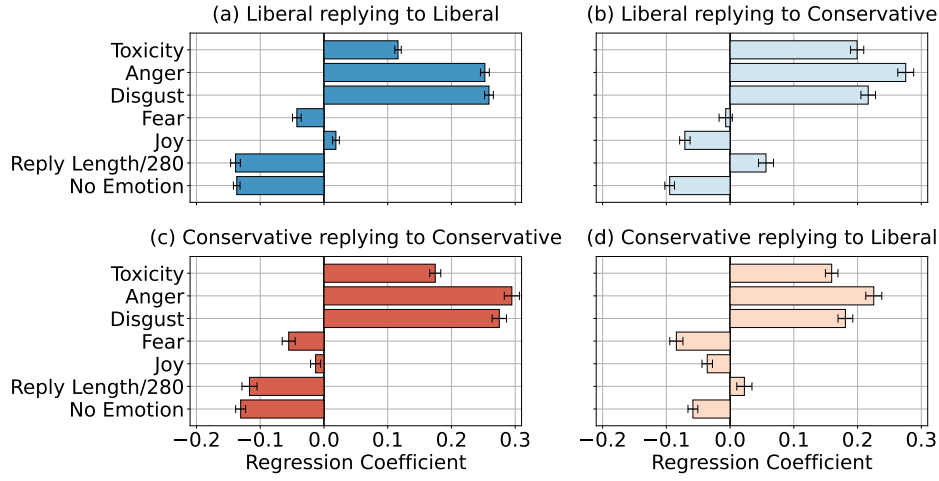 (a) Liberal replying to Liberal
(b) Liberal replying to Conservative
Toxicity
Anger
Disgust
Fear
Joy
Reply Length/280
No Emotion
(c) Conservative replying to Conservative
(d) Conservative replying to Liberal
Toxicity
Anger
Disgust
Fear
Joy
Reply Length/280
No Emotion
−0.2 −0.1 0.0 0.1 0.2 0.3
−0.2 −0.1 0.0 0.1 0.2 0.3
Regression Coefficient
Regression Coefficient